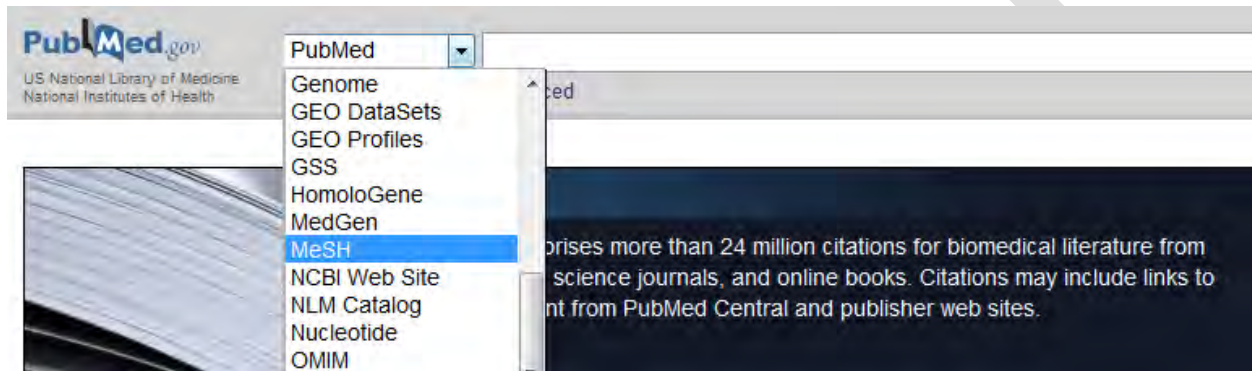 PubMed.gov
US National Library of Medicine
National Institutes of Health
PubMed
Genome
GEO DataSets
GEO Profiles
GSS
HomoloGene
MedGen
MeSH
NCBI Web Site
NLM Catalog
Nucleotide
OMIM
ced
prises more than 24 million citations for biomedical literature from
science journals, and online books. Citations may include links to
nt from PubMed Central and publisher web sites.